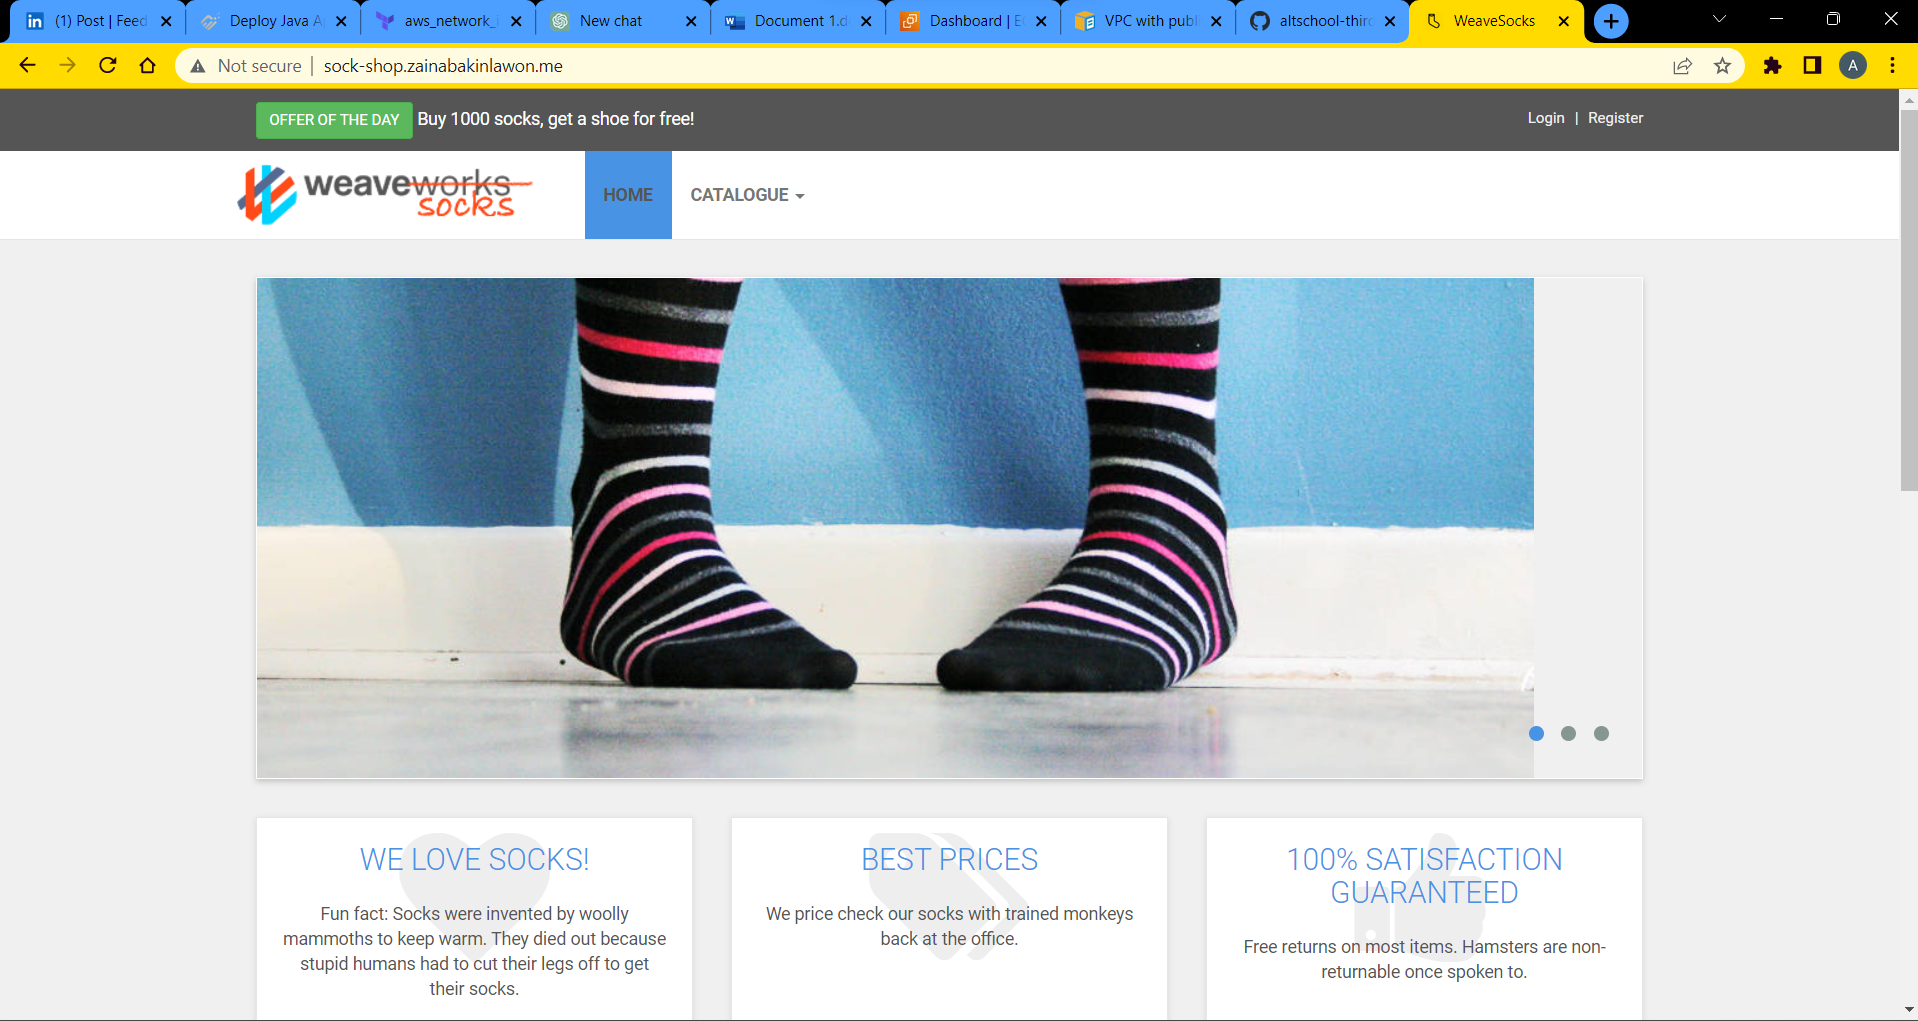 (1) Post | Feed
Deploy Java A
aws_network_i
New chat
Document 1.d
Dashboard | E
VPC with publ
altschool-thir
WeaveSocks
Not secure
sock-shop.zainabakinlawon.me
A
OFFER OF THE DAY Buy 1000 socks, get a shoe for free!
Login | Register
weaveworks
socks
HOME
CATALOGUE
WE LOVE SOCKS!
Fun fact: Socks were invented by woolly
mammoths to keep warm. They died out because
stupid humans had to cut their legs off to get
their socks.
BEST PRICES
We price check our socks with trained monkeys
back at the office.
100% SATISFACTION
GUARANTEED
Free returns on most items. Hamsters are non-
returnable once spoken to.